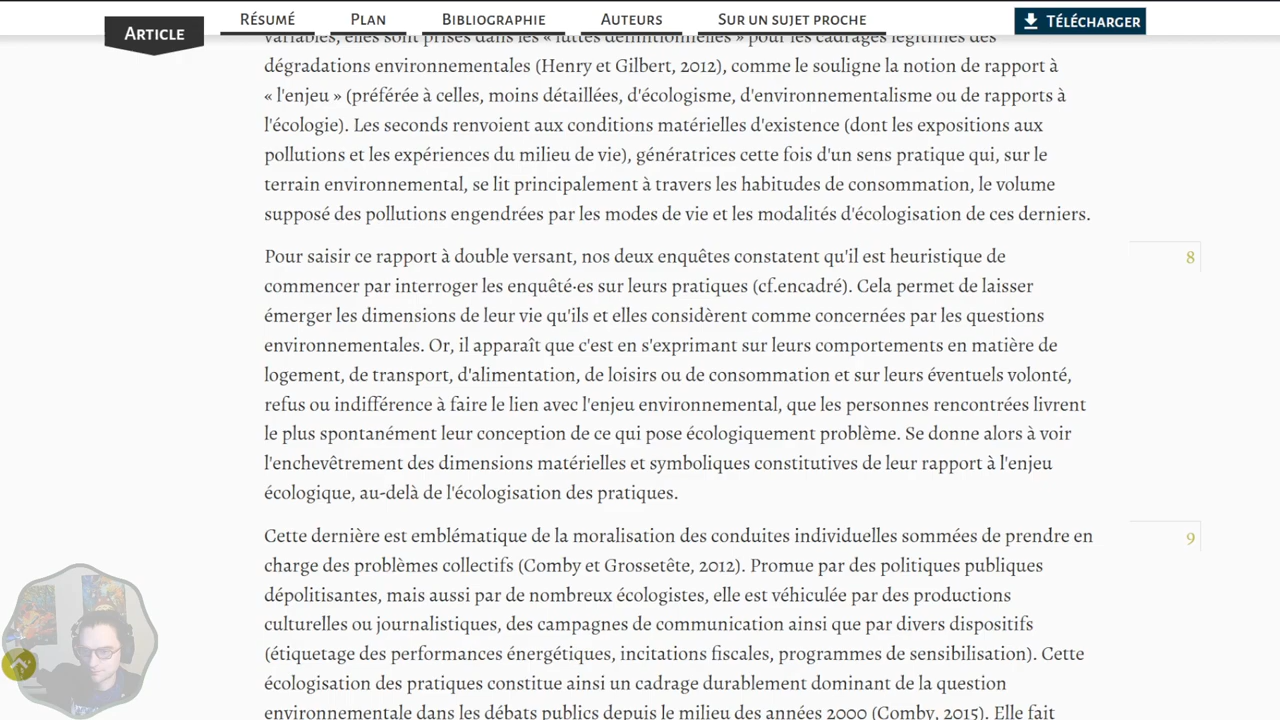 ARTICLE
RÉSUMÉ
PLAN
BIBLIOGRAPHIE
AUTEURS
SUR UN SUJET PROCHE
TÉLÉCHARGER
variables, elles sont prises dans les « luttes définitionnelles » pour les cadrages légitimes des
dégradations environnementales (Henry et Gilbert, 2012), comme le souligne la notion de rapport à
« l'enjeu » (préférée à celles, moins détaillées, d'écologisme, d'environnementalisme ou de rapports à
l'écologie). Les seconds renvoient aux conditions matérielles d'existence (dont les expositions aux
pollutions et les expériences du milieu de vie), génératrices cette fois d'un sens pratique qui, sur le
terrain environnemental, se lit principalement à travers les habitudes de consommation, le volume
supposé des pollutions engendrées par les modes de vie et les modalités d'écologisation de ces derniers.
Pour saisir ce rapport à double versant, nos deux enquêtes constatent qu'il est heuristique de
8
commencer par interroger les enquêté·es sur leurs pratiques (cf.encadré). Cela permet de laisser
émerger les dimensions de leur vie qu'ils et elles considèrent comme concernées par les questions
environnementales. Or, il apparaît que c'est en s'exprimant sur leurs comportements en matière de
logement, de transport, d'alimentation, de loisirs ou de consommation et sur leurs éventuels volonté,
refus ou indifférence à faire le lien avec l'enjeu environnemental, que les personnes rencontrées livrent
le plus spontanément leur conception de ce qui pose écologiquement problème. Se donne alors à voir
l'enchevêtrement des dimensions matérielles et symboliques constitutives de leur rapport à l'enjeu
écologique, au-delà de l'écologisation des pratiques.
Cette dernière est emblématique de la moralisation des conduites individuelles sommées de prendre en
9
charge des problèmes collectifs (Comby et Grossetête, 2012). Promue par des politiques publiques
dépolitisantes, mais aussi par de nombreux écologistes, elle est véhiculée par des productions
culturelles ou journalistiques, des campagnes de communication ainsi que par divers dispositifs
(étiquetage des performances énergétiques, incitations fiscales, programmes de sensibilisation). Cette
écologisation des pratiques constitue ainsi un cadrage durablement dominant de la question
environnementale dans les débats publics depuis le milieu des années 2000 (Comby, 2015). Elle fait